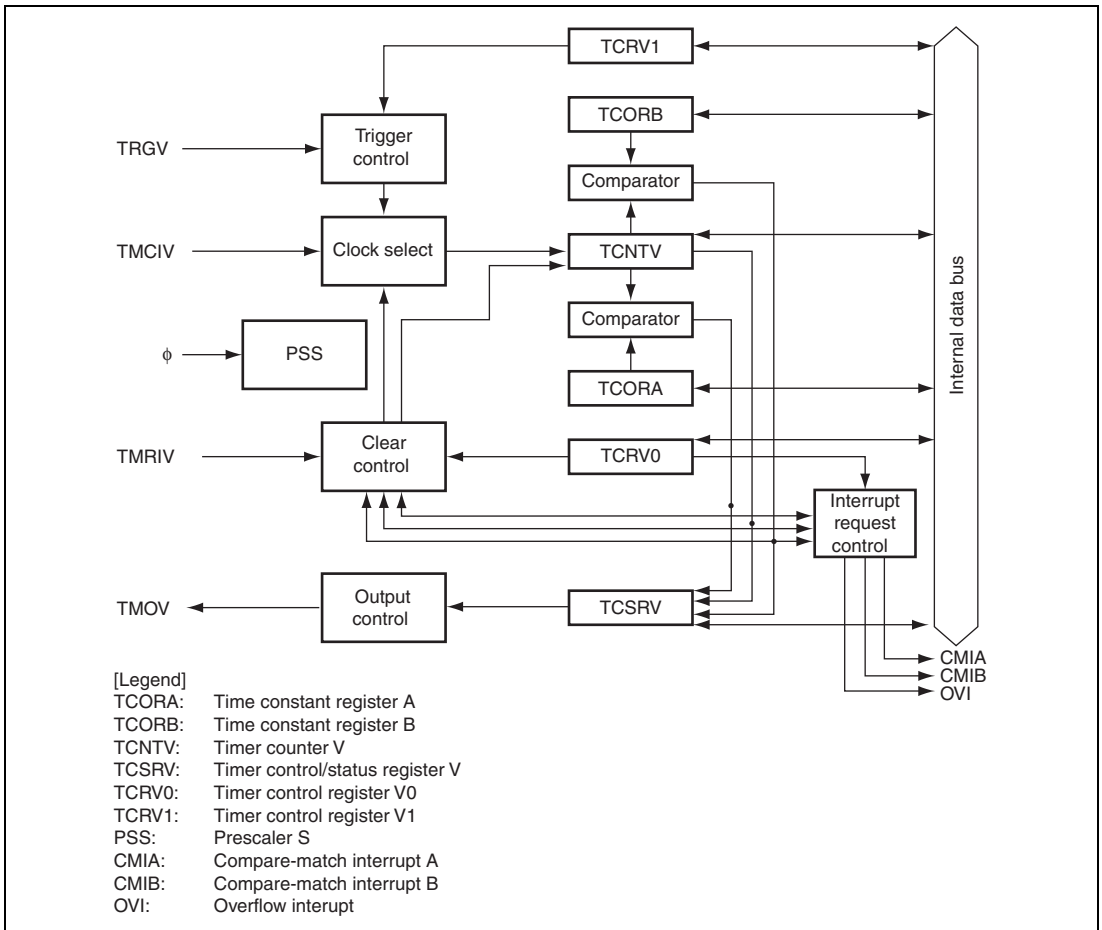 TCRV1
TCORB
Trigger
control
TRGV
Comparator
TMCIV
Clock select
TCNTV
Internal data bus
Comparator
φ
PSS
TCORA
Clear
control
TMRIV
TCRV0
Interrupt
request
control
Output
control
TMOV
TCSRV
CMIA
CMIB
OVI
[Legend]
TCORA: Time constant register A
TCORB: Time constant register B
TCNTV: Timer counter V
TCSRV: Timer control/status register V
TCRV0: Timer control register V0
TCRV1: Timer control register V1
PSS: Prescaler S
CMIA: Compare-match interrupt A
CMIB: Compare-match interrupt B
OVI: Overflow interupt